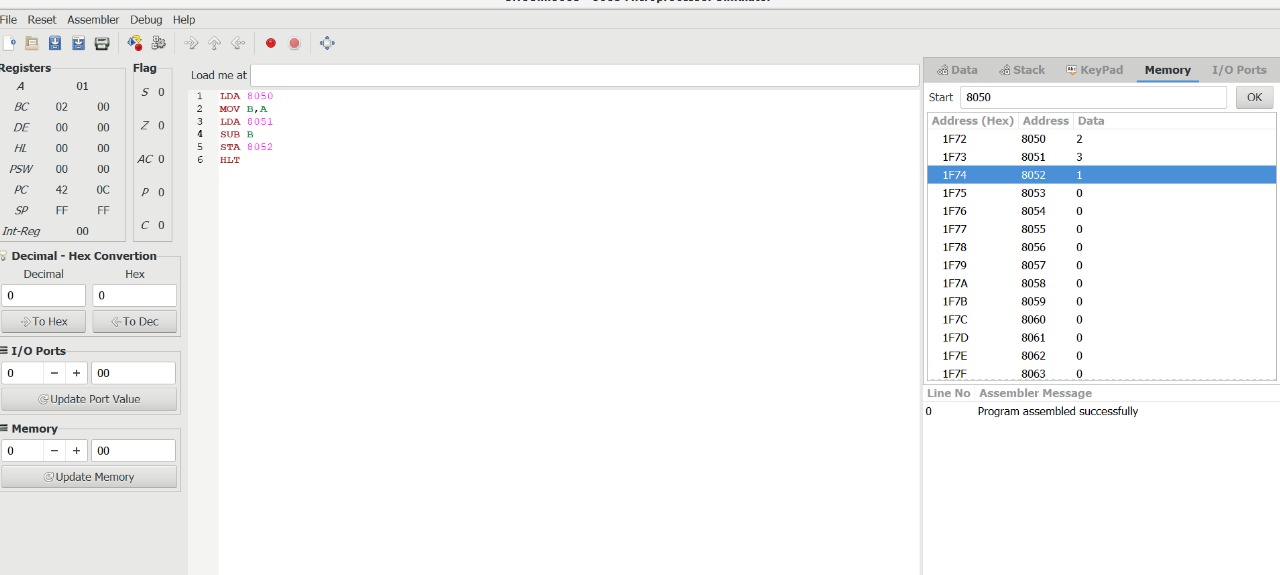 File Reset Assembler Debug Help
Registers
A 01
BC 02 00
DE 00 00
HL 00 00
PSW 00 00
PC 42 0C
SP FF FF
Int-Reg 00
Flag
S 0
Z 0
AC 0
P 0
C 0
Decimal - Hex Convertion
Decimal Hex
0 0
To Hex To Dec
I/O Ports
0 − + 00
Update Port Value
Memory
0 − + 00
Update Memory
Load me at
1 LDA 8050
2 MOV B,A
3 LDA 8051
4 SUB B
5 STA 8052
6 HLT
Data Stack KeyPad Memory I/O Ports
Start 8050 OK
Address (Hex) Address Data
1F72 8050 2
1F73 8051 3
1F74 8052 1
1F75 8053 0
1F76 8054 0
1F77 8055 0
1F78 8056 0
1F79 8057 0
1F7A 8058 0
1F7B 8059 0
1F7C 8060 0
1F7D 8061 0
1F7E 8062 0
1F7F 8063 0
Line No Assembler Message
0 Program assembled successfully